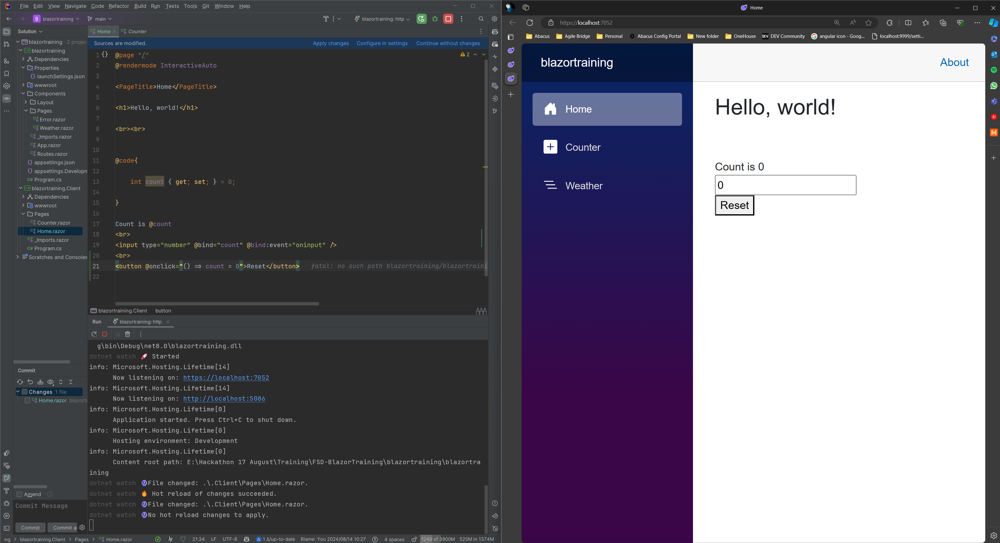 File Edit View Navigate Code Refactor Build Run Tests Tools Git Window Help
B blazortraining main blazortraining: http
Solution
blazortraining · 2 projec
blazortraining
Dependencies
Properties
launchSettings.json
wwwroot
Components
Layout
Pages
Error.razor
Weather.razor
_Imports.razor
App.razor
Routes.razor
appsettings.json
appsettings.Developm
Program.cs
blazortraining.Client
Dependencies
wwwroot
Pages
Counter.razor
Home.razor
_Imports.razor
Program.cs
Scratches and Consoles
Commit
Changes 1 file
Home.razor blazort
Amend
Commit Message
Commit Commit a
Home Counter
Sources are modified. Apply changes Configure in settings Continue without changes
2
1 {} @page "/"
2 @rendermode InteractiveAuto
3
4 <PageTitle>Home</PageTitle>
5
6 <h1>Hello, world!</h1>
7
8 <br><br>
9
10
11 @code{
12
13 int count { get; set; } = 0;
14
15 }
16
17 Count is @count
18 <br>
19 <input type="number" @bind="count" @bind:event="oninput" />
20 <br>
21 <button @onclick="() => count = 0">Reset</button> fatal: no such path blazortraining/blazortraini
22
blazortraining.Client button
Run blazortraining: http
g\bin\Debug\net8.0\blazortraining.dll
dotnet watch 🚀 Started
info: Microsoft.Hosting.Lifetime[14]
Now listening on: https://localhost:7052
info: Microsoft.Hosting.Lifetime[14]
Now listening on: http://localhost:5086
info: Microsoft.Hosting.Lifetime[0]
Application started. Press Ctrl+C to shut down.
info: Microsoft.Hosting.Lifetime[0]
Hosting environment: Development
info: Microsoft.Hosting.Lifetime[0]
Content root path: E:\Hackathon 17 August\Training\FSD-BlazorTraining\blazortraining\blazortra
ining
dotnet watch ⌚File changed: .\.Client\Pages\Home.razor.
dotnet watch 🔥 Hot reload of changes succeeded.
dotnet watch ⌚File changed: .\.Client\Pages\Home.razor.
dotnet watch ⌚No hot reload changes to apply.
ing > blazortraining.Client > Pages > Home.razor 21:34 LF UTF-8 1 Δ/up-to-date Blame: You 2024/08/14 10:27 4 spaces 1249 of 3800M 525M in 1374M
Home
https://localhost:7052
Abacus Agile Bridge Personal Abacus Config Portal New folder OneHouse DEV DEV Community angular icon - Goog... localhost:9999/setti...
blazortraining
About
Home
Counter
Weather
Hello, world!
Count is 0
0
Reset